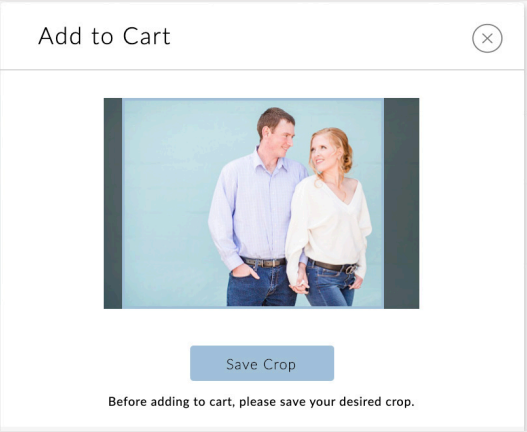 Add to Cart
Save Crop
Before adding to cart, please save your desired crop.